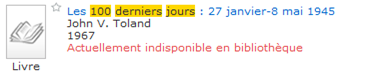 Les 100 derniers jours : 27 janvier-8 mai 1945
John V. Toland
1967
Actuellement indisponible en bibliothèque
Livre